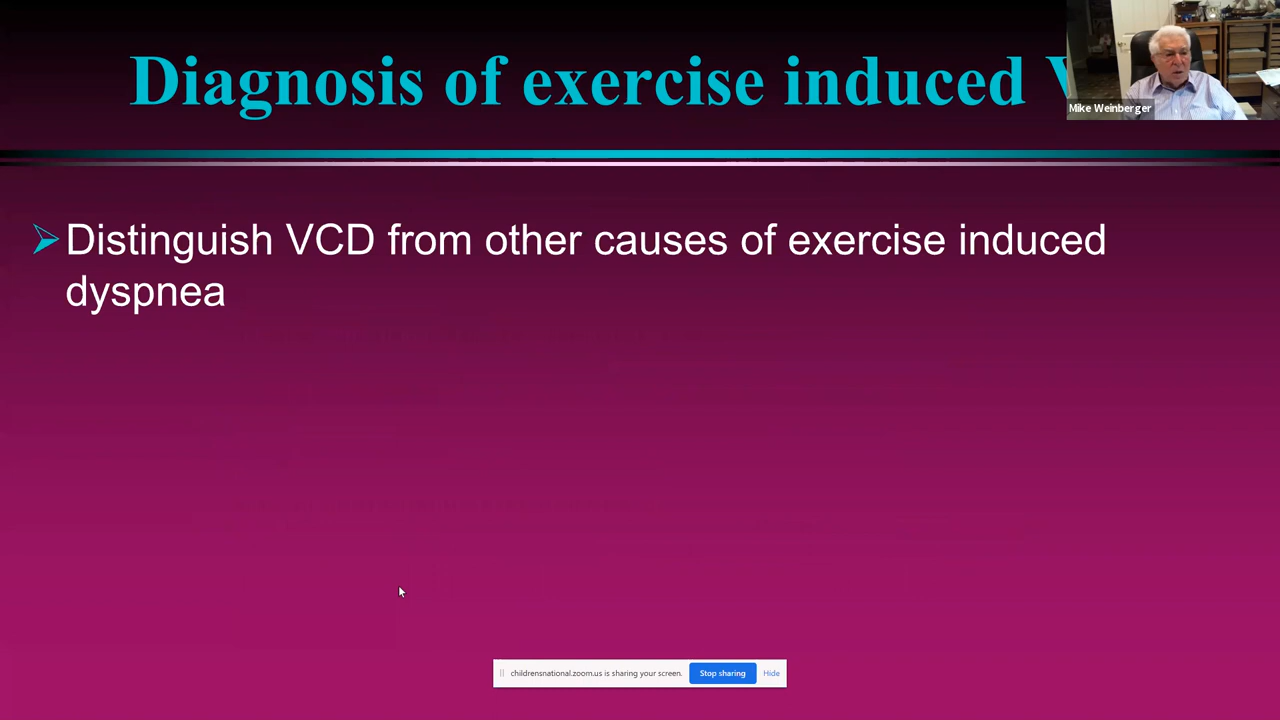 Diagnosis of exercise induced V
Mike Weinberger
Distinguish VCD from other causes of exercise induced
dyspnea
childrensnational.zoom.us is sharing your screen.
Stop sharing
Hide